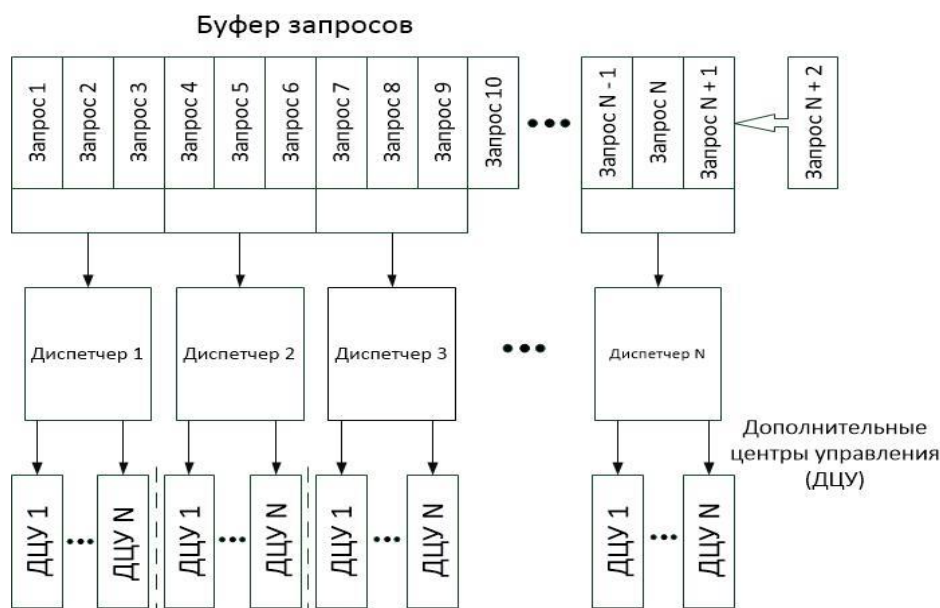 Буфер запросов
Запрос 1
Запрос 2
Запрос 3
Запрос 4
Запрос 5
Запрос 6
Запрос 7
Запрос 8
Запрос 9
Запрос 10
Запрос N - 1
Запрос N
Запрос N + 1
Запрос N + 2
Диспетчер 1
Диспетчер 2
Диспетчер 3
Диспетчер N
Дополнительные
центры управления
(ДЦУ)
ДЦУ 1
ДЦУ N
ДЦУ 1
ДЦУ N
ДЦУ 1
ДЦУ N
ДЦУ 1
ДЦУ N